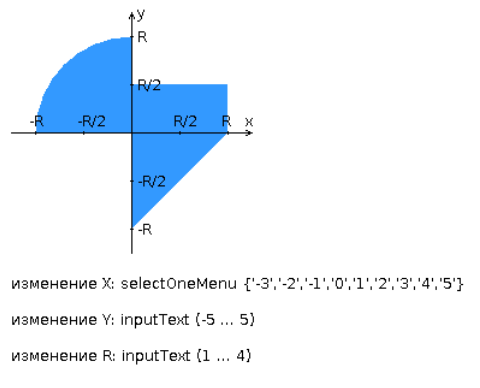 y
R
R/2
-R -R/2 R/2 R x
-R/2
-R
изменение X: selectOneMenu {'-3','-2','-1','0','1','2','3','4','5'}
изменение Y: inputText (-5 ... 5)
изменение R: inputText (1 ... 4)